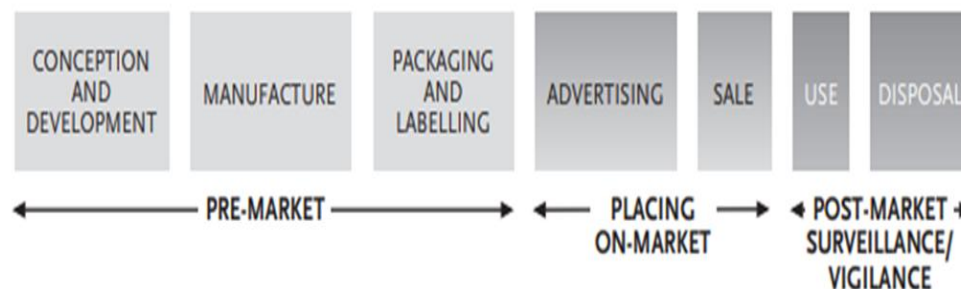 CONCEPTION
AND
DEVELOPMENT
MANUFACTURE
PACKAGING
AND
LABELLING
ADVERTISING
SALE
USE
DISPOSAL
PRE-MARKET
PLACING
ON-MARKET
POST-MARKET
SURVEILLANCE/
VIGILANCE